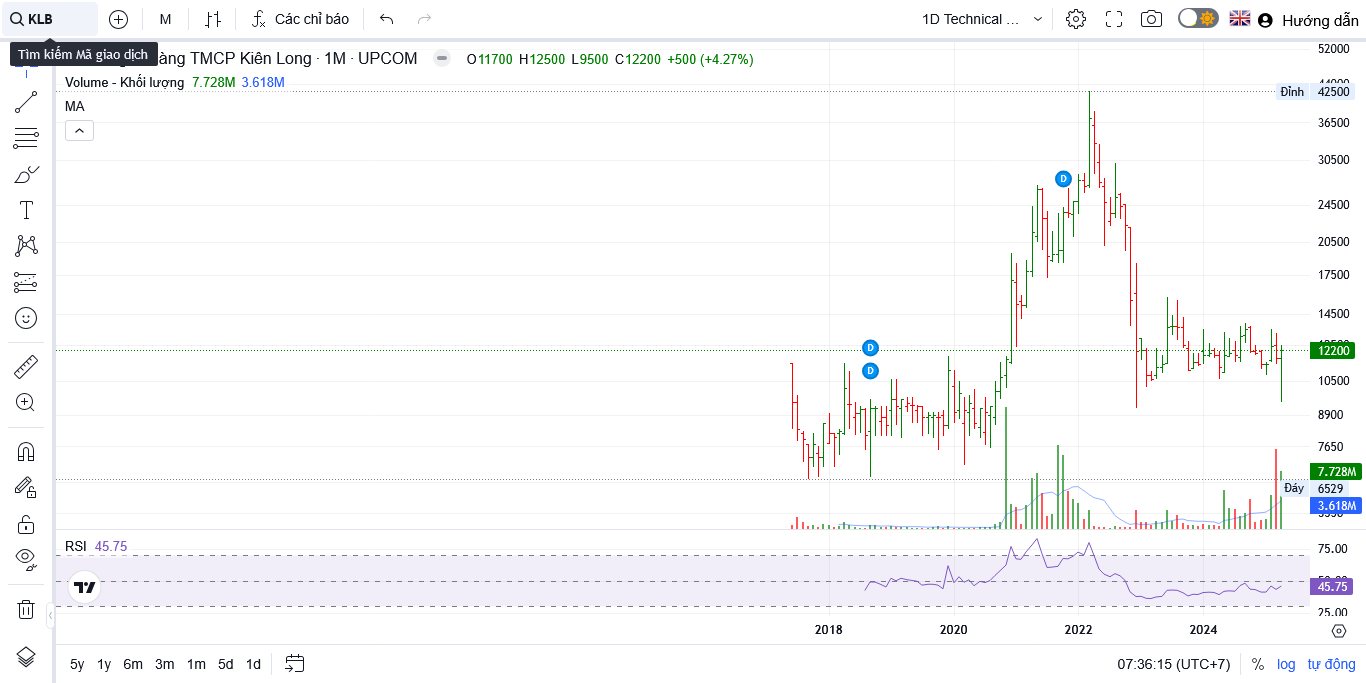 KLB
M
Các chỉ báo
1D Technical ...
Hướng dẫn
Tìm kiếm Mã giao dịch
àng TMCP Kiên Long · 1M · UPCOM
O11700 H12500 L9500 C12200 +500 (+4.27%)
Volume - Khối lượng 7.728M 3.618M
MA
52000
Đỉnh 42500
36500
30500
D
24500
20500
17500
14500
D
12200
D
10500
8900
7650
7.728M
Đáy 6529
3.618M
RSI 45.75
75.00
45.75
25.00
2018
2020
2022
2024
5y 1y 6m 3m 1m 5d 1d
07:36:15 (UTC+7)
% log tự động